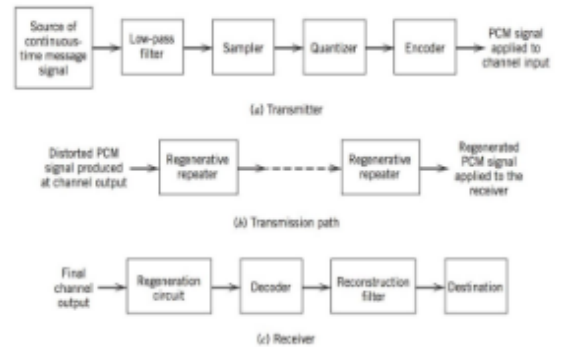 Source of
continuous-
time message
signal
Low-pass
filter
Sampler
Quantizer
Encoder
PCM signal
applied to
channel input
(a) Transmitter
Distorted PCM
signal produced
at channel output
Regenerative
repeater
Regenerative
repeater
Regenerated
PCM signal
applied to the
receiver
(b) Transmission path
Final
channel
output
Regeneration
circuit
Decoder
Reconstruction
filter
Destination
(c) Receiver